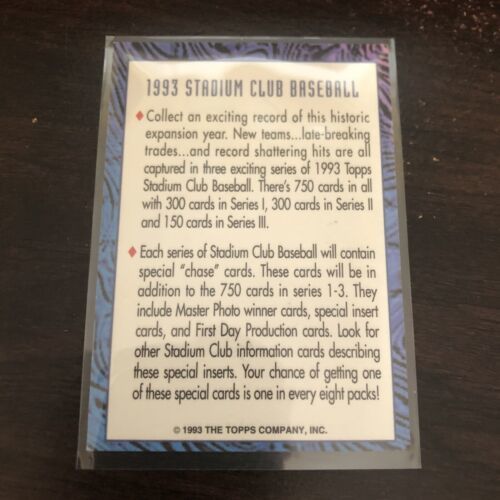 1993 STADIUM CLUB BASEBALL
♦ Collect an exciting record of this historic
expansion year. New teams...late-breaking
trades...and record shattering hits are all
captured in three exciting series of 1993 Topps
Stadium Club Baseball. There's 750 cards in all
with 300 cards in Series I, 300 cards in Series II
and 150 cards in Series III.
♦ Each series of Stadium Club Baseball will contain
special "chase" cards. These cards will be in
addition to the 750 cards in series 1-3. They
include Master Photo winner cards, special insert
cards, and First Day Production cards. Look for
other Stadium Club information cards describing
these special inserts. Your chance of getting one
of these special cards is one in every eight packs!
© 1993 THE TOPPS COMPANY, INC.